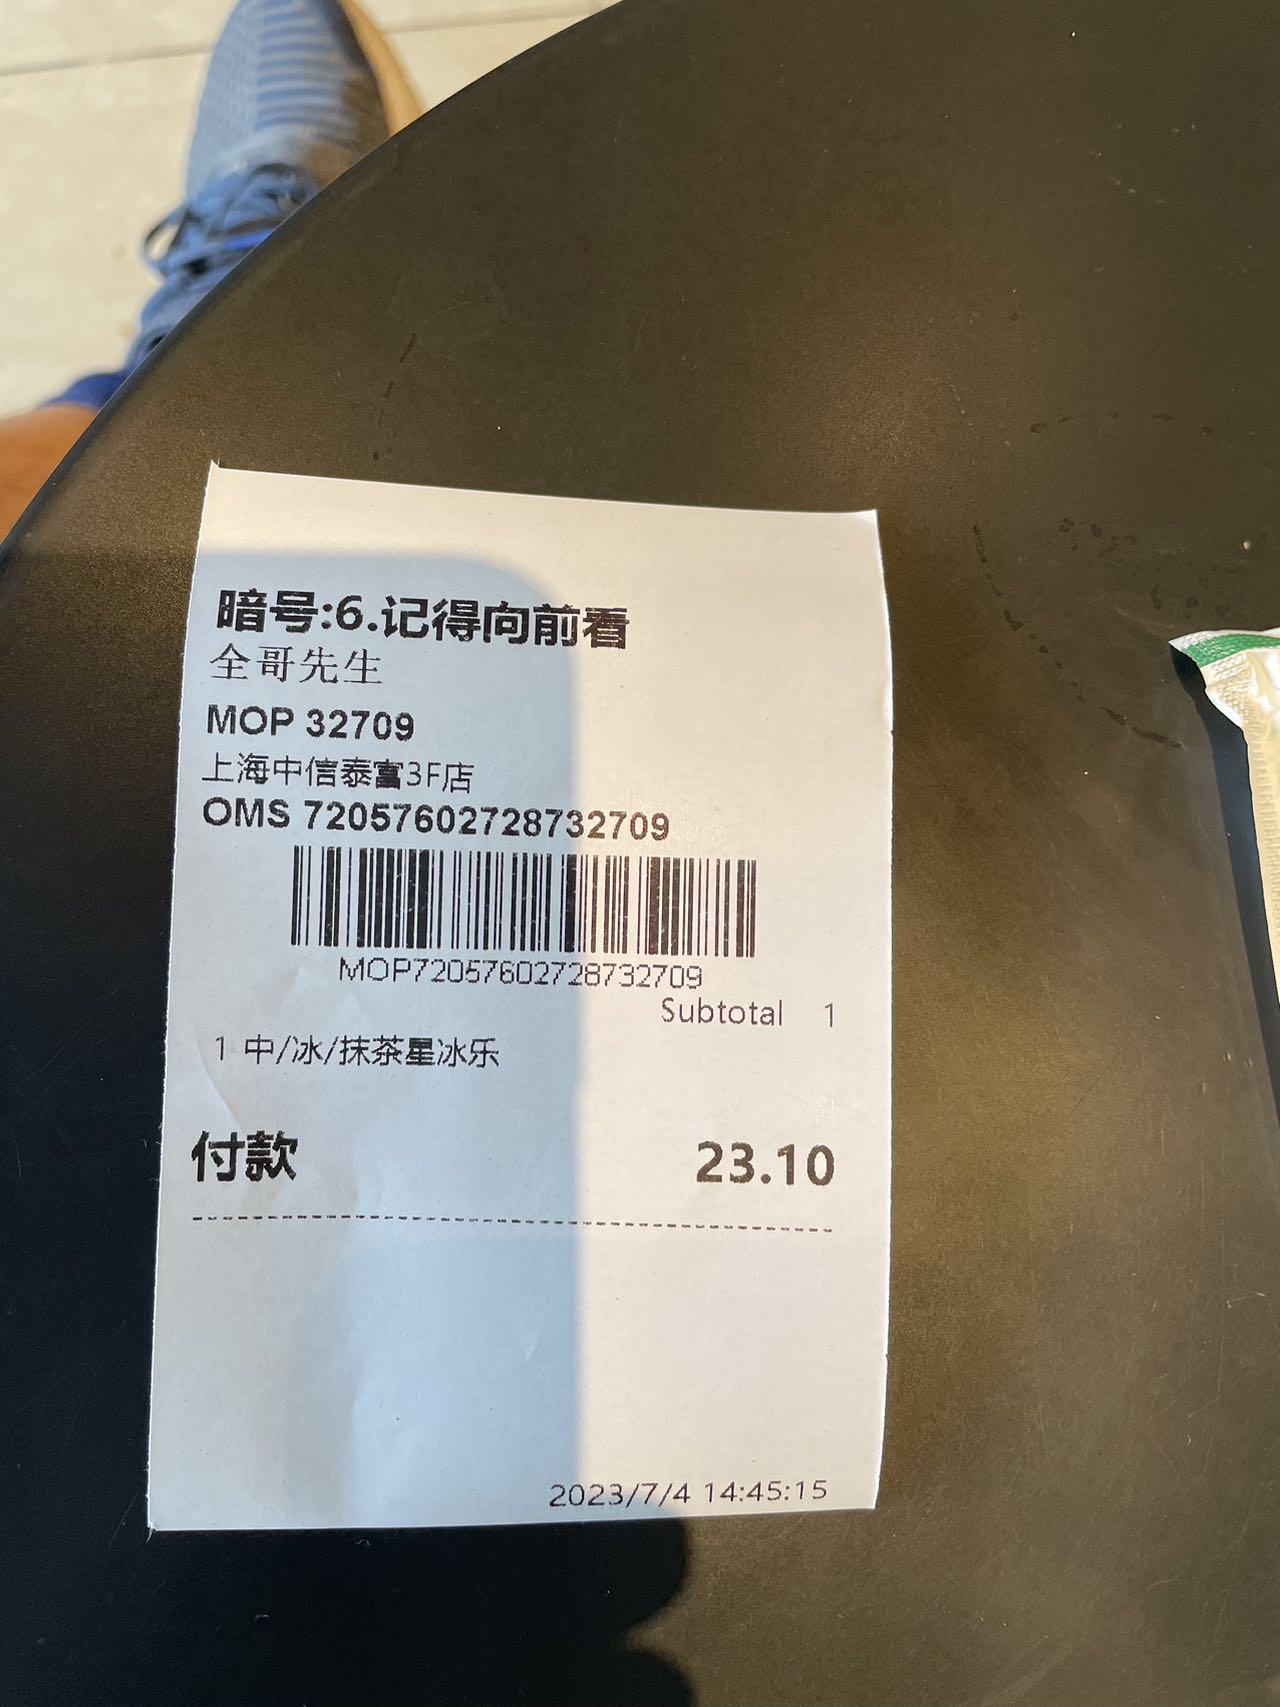 暗号:6.记得向前看
全哥先生
MOP 32709
上海中信泰富3F店
OMS 72057602728732709
MOP72057602728732709
Subtotal 1
1 中/冰/抹茶星冰乐
付款 23.10
2023/7/4 14:45:15